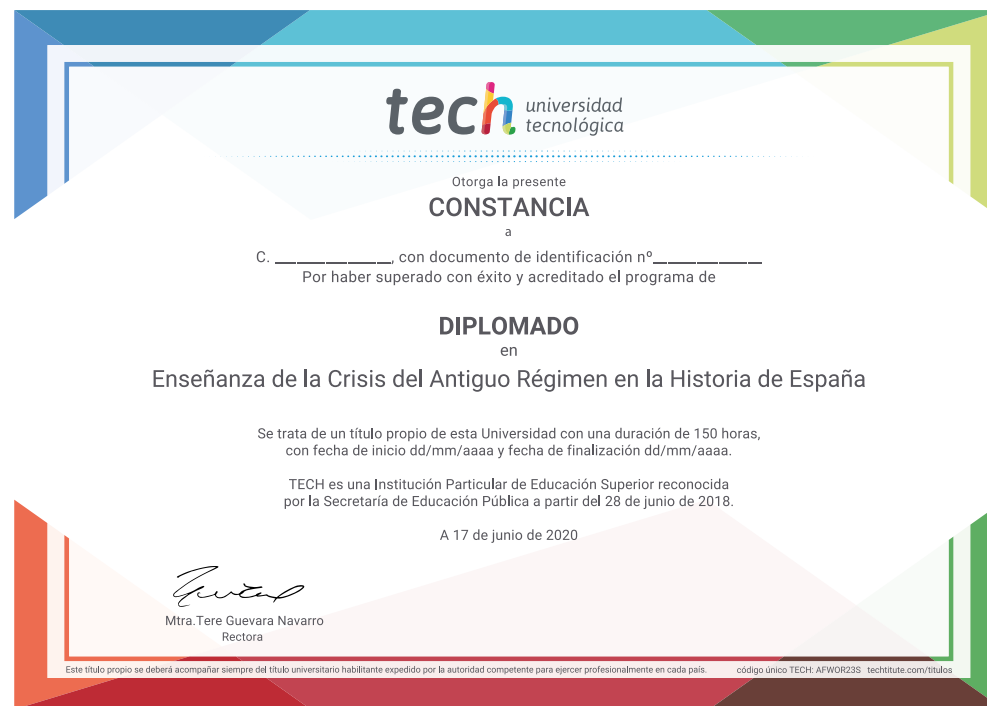 tech universidad
tecnológica
Otorga la presente
CONSTANCIA
a
C. ______________, con documento de identificación nº______________
Por haber superado con éxito y acreditado el programa de
DIPLOMADO
en
Enseñanza de la Crisis del Antiguo Régimen en la Historia de España
Se trata de un título propio de esta Universidad con una duración de 150 horas,
con fecha de inicio dd/mm/aaaa y fecha de finalización dd/mm/aaaa.
TECH es una Institución Particular de Educación Superior reconocida
por la Secretaría de Educación Pública a partir del 28 de junio de 2018.
A 17 de junio de 2020
Mtra.Tere Guevara Navarro
Rectora
Este título propio se deberá acompañar siempre del título universitario habilitante expedido por la autoridad competente para ejercer profesionalmente en cada país. código único TECH: AFWOR23S techtitute.com/titulos